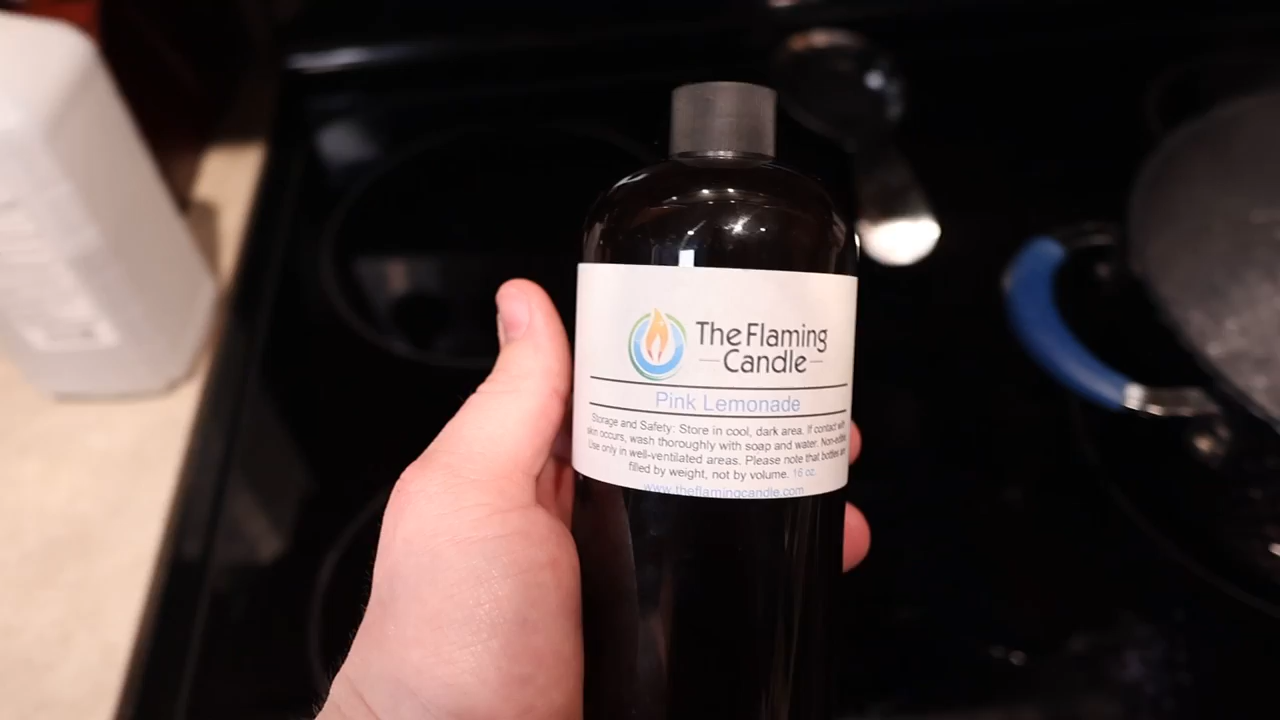 The Flaming
Candle
Pink Lemonade
Storage and Safety: Store in cool, dark area. If contact with
skin occurs, wash thoroughly with soap and water. Non-edible.
Use only in well-ventilated areas. Please note that bottles are
filled by weight, not by volume. 16 oz.
www.theflamingcandle.com